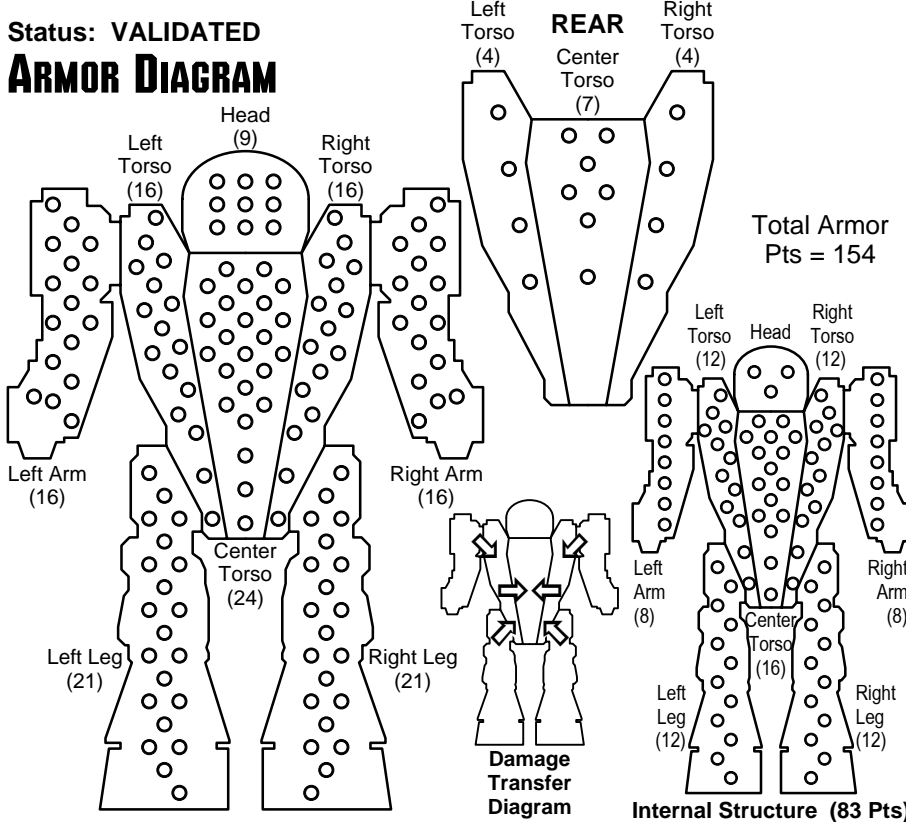 Status: VALIDATED
ARMOR DIAGRAM
Head
(9)
Left
Torso
(16)
Right
Torso
(16)
Left Arm
(16)
Right Arm
(16)
Center
Torso
(24)
Left Leg
(21)
Right Leg
(21)
Left
Torso
(4)
REAR
Center
Torso
(7)
Right
Torso
(4)
Total Armor
Pts = 154
Damage
Transfer
Diagram
Left
Torso
(12)
Head
Right
Torso
(12)
Left
Arm
(8)
Right
Arm
(8)
Center
Torso
(16)
Left
Leg
(12)
Right
Leg
(12)
Internal Structure (83 Pts)